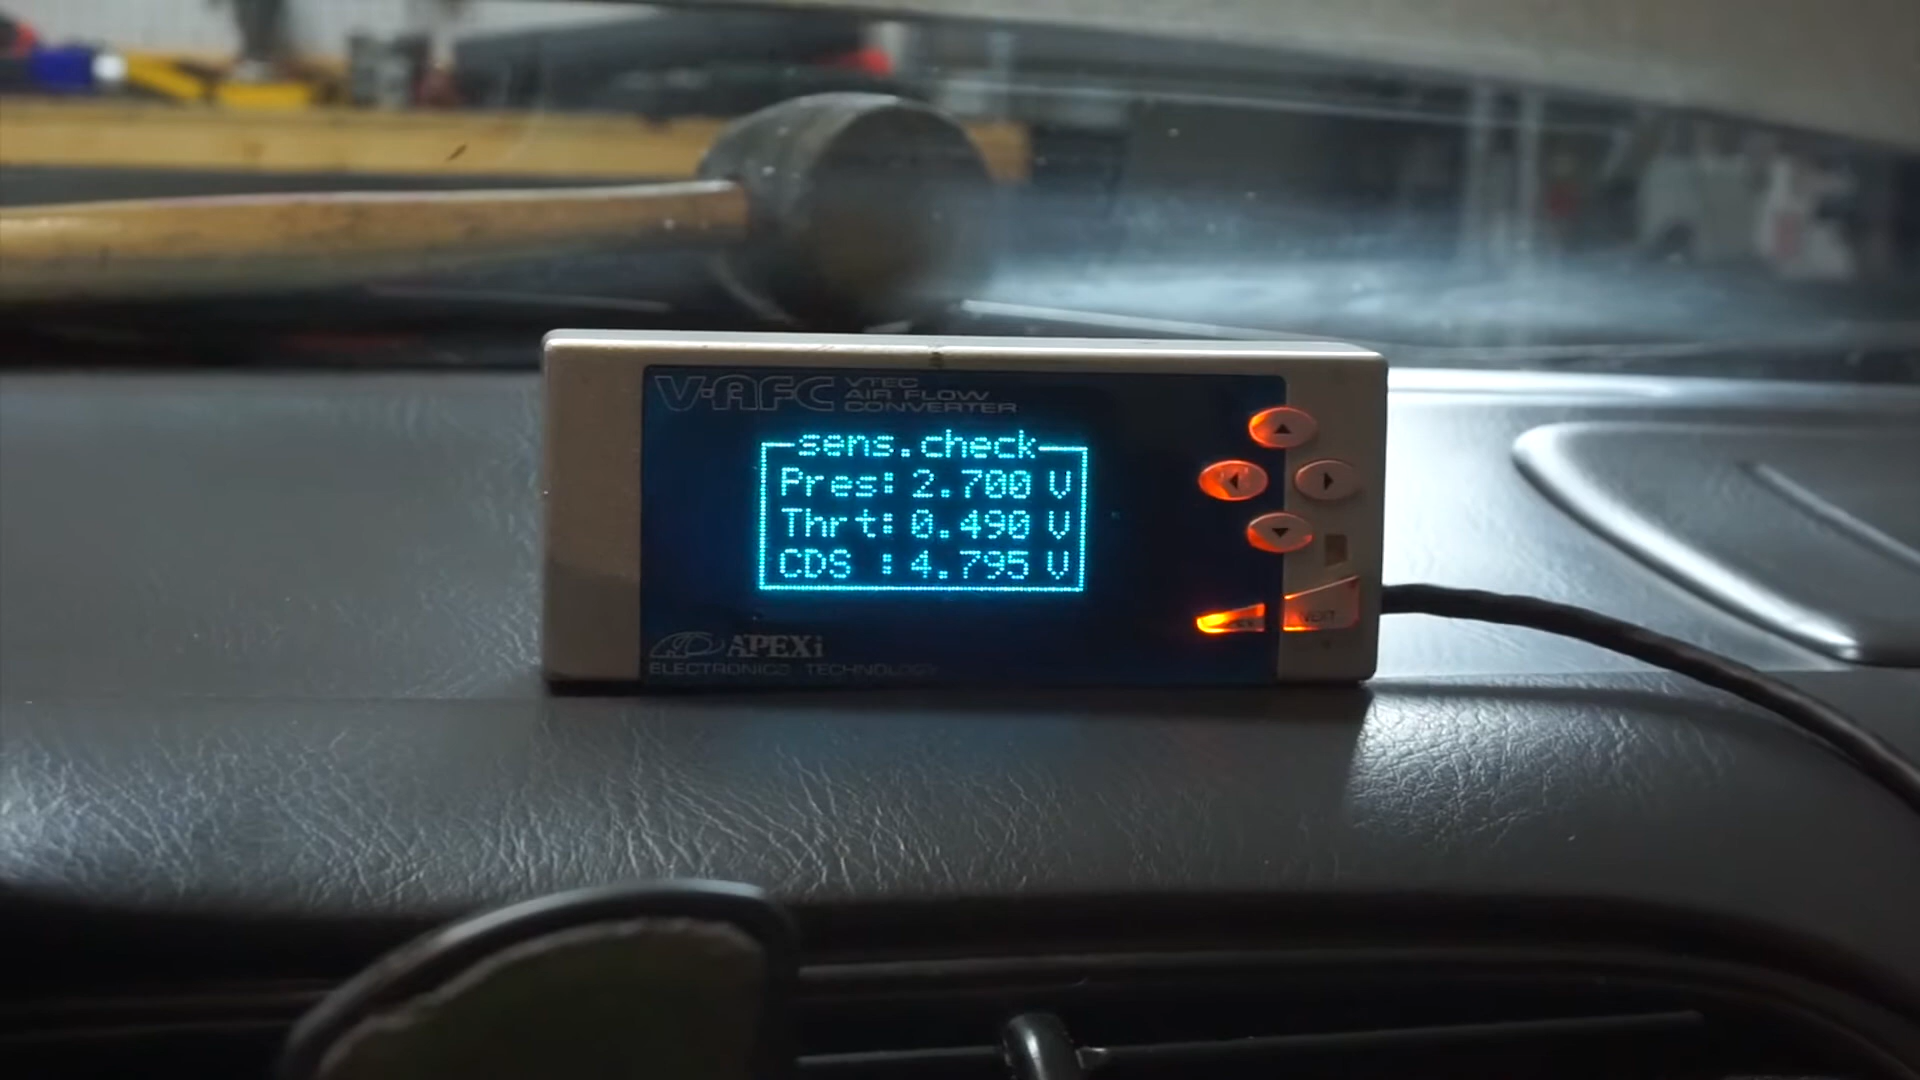 V·AFC VTEC
AIR FLOW
CONVERTER
sens.check
Pres: 2.700 V
Thrt: 0.490 V
CDS : 4.795 V
APEXi
ELECTRONICS TECHNOLOGY
NEXT